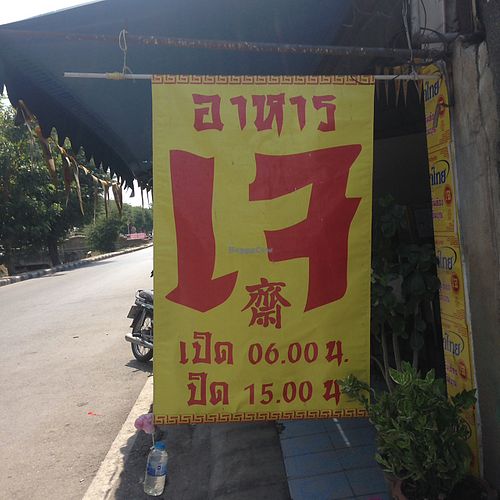 อาหาร
เจ
齋
เปิด 06.00 น.
ปิด 15.00 น
HappyCow